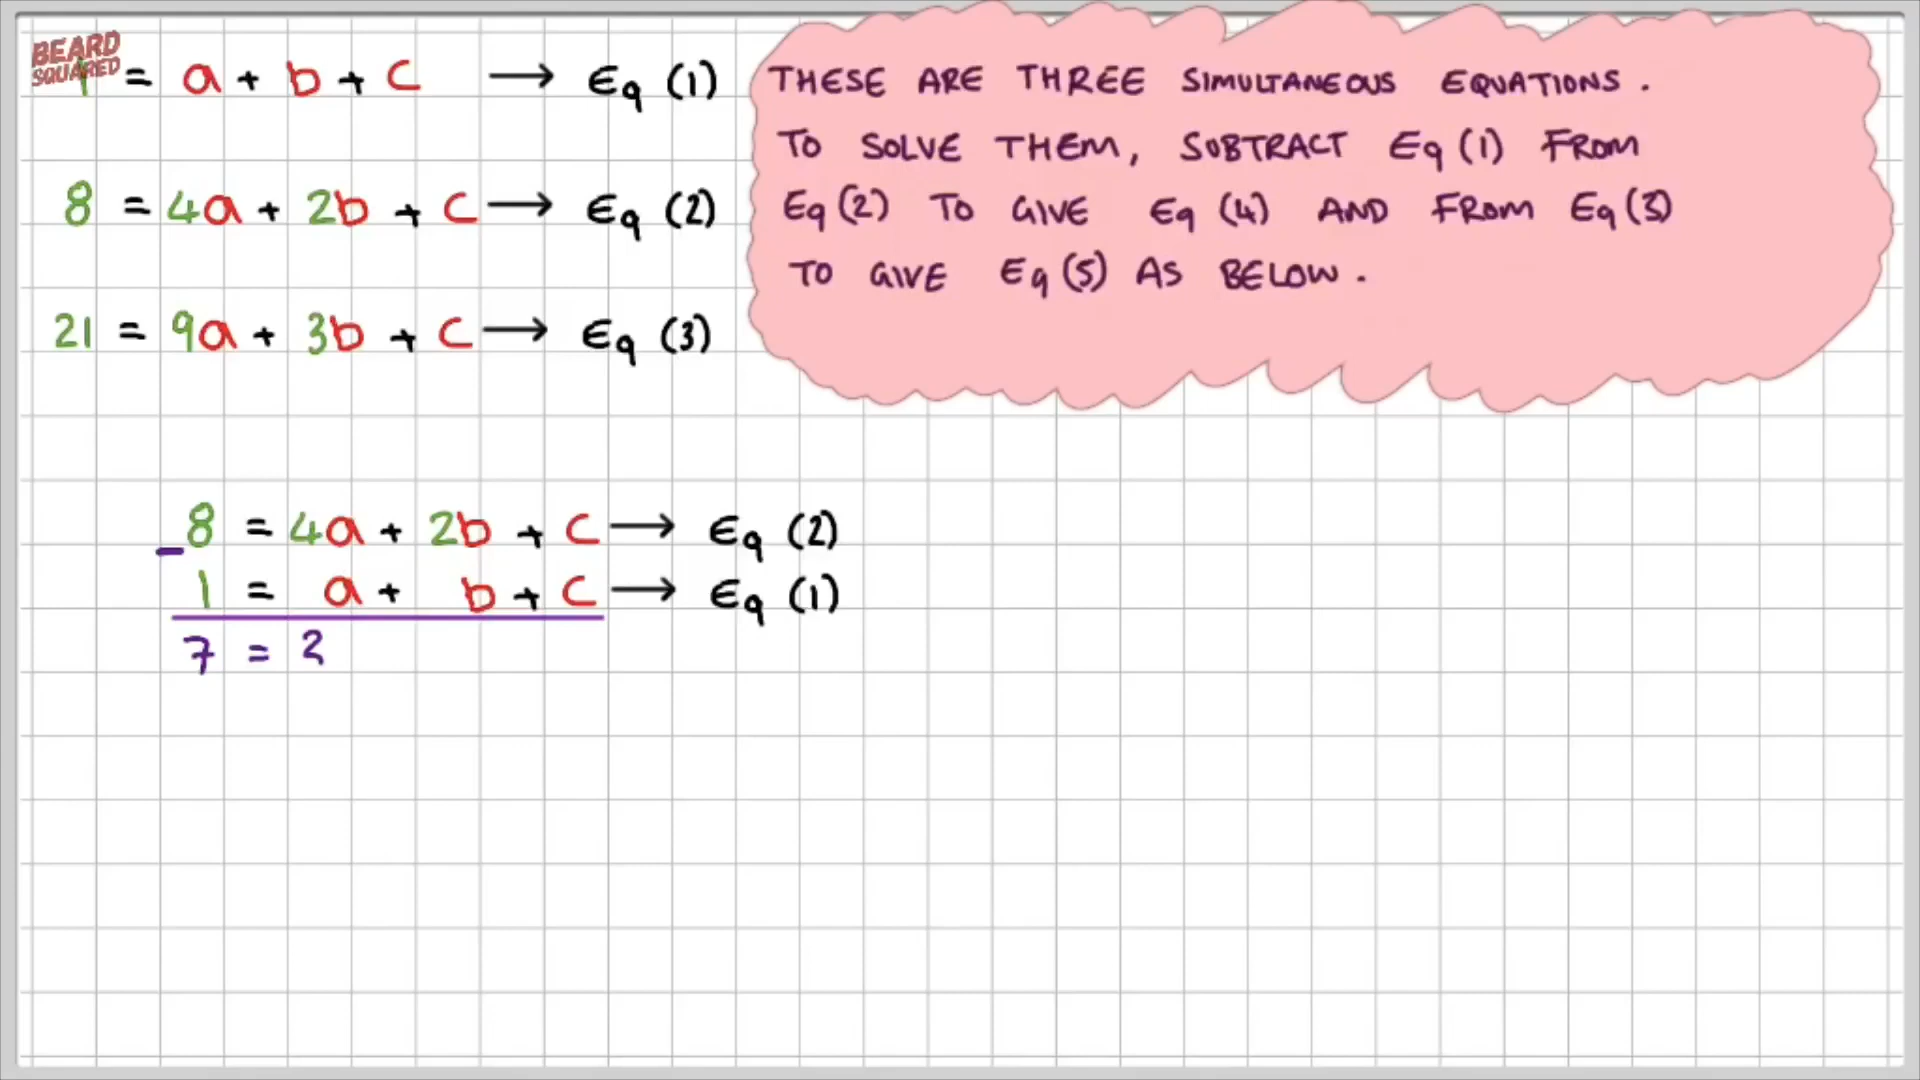 BEARD
SQUARED
1 = a + b + c → Eq (1)
8 = 4a + 2b + c → Eq (2)
21 = 9a + 3b + c → Eq (3)
THESE ARE THREE SIMULTANEOUS EQUATIONS.
TO SOLVE THEM, SUBTRACT Eq (1) FROM
Eq (2) TO GIVE Eq (4) AND FROM Eq (3)
TO GIVE Eq (5) AS BELOW.
8 = 4a + 2b + c → Eq (2)
-
1 = a + b + c → Eq (1)
7 = 2